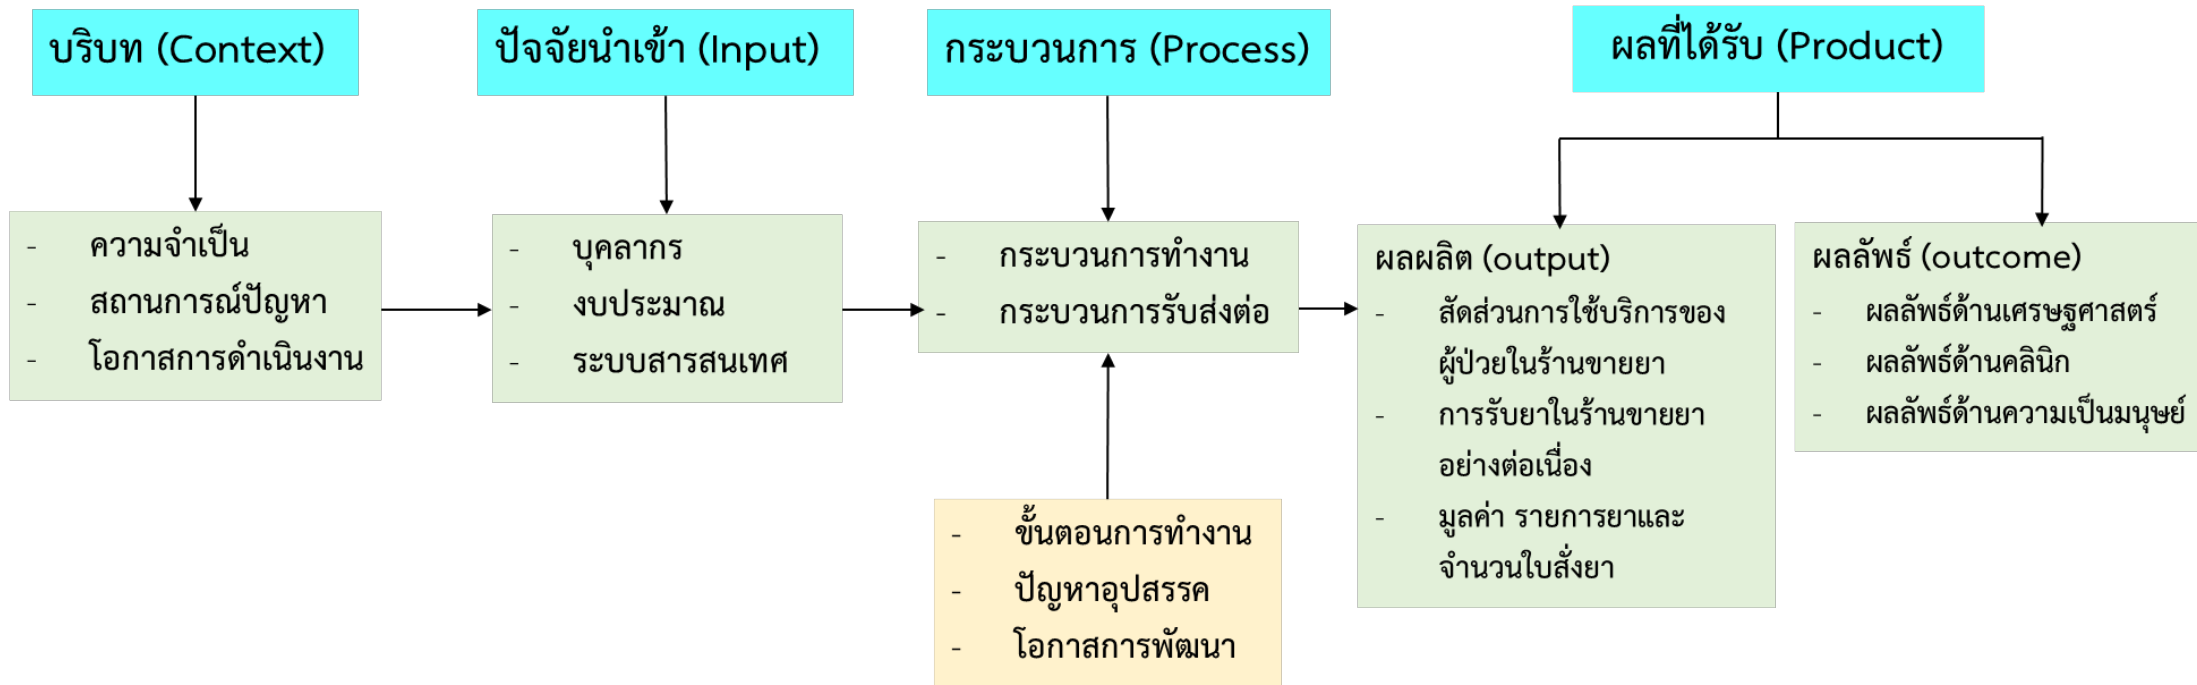 บริบท (Context)
ปัจจัยนำเข้า (Input)
กระบวนการ (Process)
ผลที่ได้รับ (Product)
- ความจำเป็น
- สถานการณ์ปัญหา
- โอกาสการดำเนินงาน
- บุคลากร
- งบประมาณ
- ระบบสารสนเทศ
- กระบวนการทำงาน
- กระบวนการรับส่งต่อ
- ขั้นตอนการทำงาน
- ปัญหาอุปสรรค
- โอกาสการพัฒนา
ผลผลิต (output)
- สัดส่วนการใช้บริการของ
ผู้ป่วยในร้านขายยา
- การรับยาในร้านขายยา
อย่างต่อเนื่อง
- มูลค่า รายการยาและ
จำนวนใบสั่งยา
ผลลัพธ์ (outcome)
- ผลลัพธ์ด้านเศรษฐศาสตร์
- ผลลัพธ์ด้านคลินิก
- ผลลัพธ์ด้านความเป็นมนุษย์